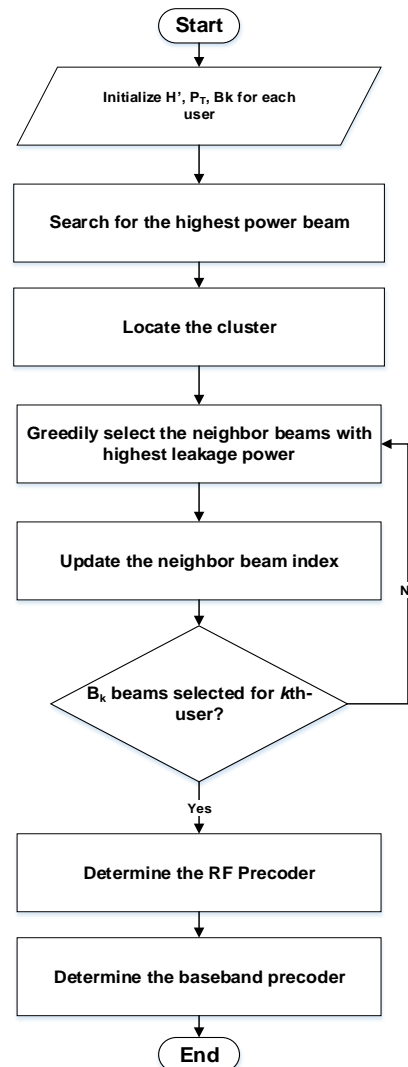 Start
Initialize H', P_T, Bk for each
user
Search for the highest power beam
Locate the cluster
Greedily select the neighbor beams with
highest leakage power
Update the neighbor beam index
N
B_k beams selected for kth-
user?
Yes
Determine the RF Precoder
Determine the baseband precoder
End